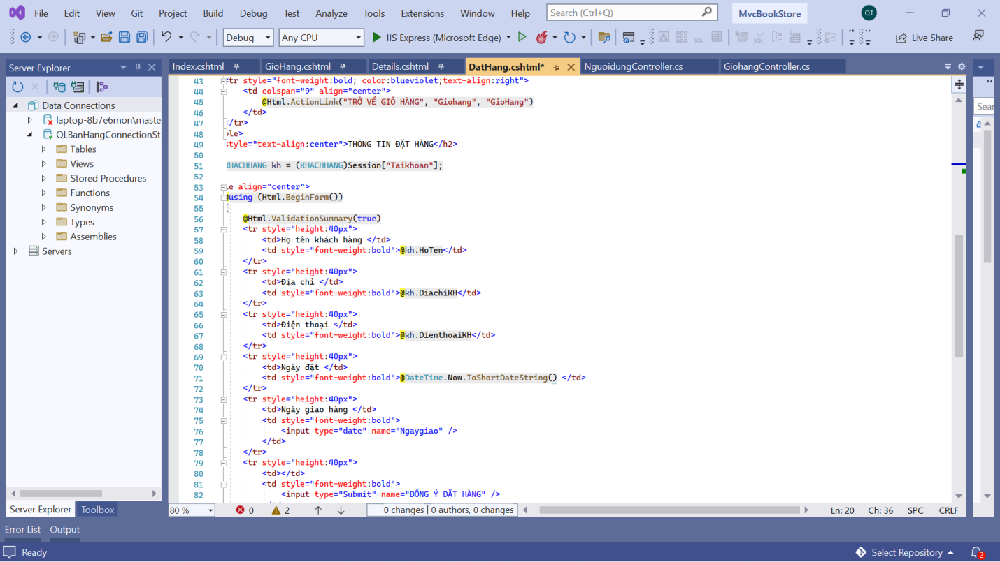 File Edit View Git Project Build Debug Test Analyze Tools Extensions Window Help Search (Ctrl+Q) MvcBookStore QT
Debug Any CPU IIS Express (Microsoft Edge) Live Share
Server Explorer
Index.cshtml GioHang.cshtml Details.cshtml DatHang.cshtml* NguoidungController.cs GiohangController.cs
Data Connections
laptop-8b7e6mon\maste
QLBanHangConnectionSt
Tables
Views
Stored Procedures
Functions
Synonyms
Types
Assemblies
Servers
Server Explorer Toolbox
43 tr style="font-weight:bold; color:blueviolet;text-align:right">
44 <td colspan="9" align="center">
45 @Html.ActionLink("TRỞ VỀ GIỎ HÀNG", "Giohang", "GioHang")
46 </td>
47 /tr>
48 ble>
49 style="text-align:center">THÔNG TIN ĐẶT HÀNG</h2>
50
51 KHACHHANG kh = (KHACHHANG)Session["Taikhoan"];
52
53 le align="center">
54 @using (Html.BeginForm())
55 {
56 @Html.ValidationSummary(true)
57 <tr style="height:40px">
58 <td>Họ tên khách hàng </td>
59 <td style="font-weight:bold">@kh.HoTen</td>
60 </tr>
61 <tr style="height:40px">
62 <td>Địa chỉ </td>
63 <td style="font-weight:bold">@kh.DiachiKH</td>
64 </tr>
65 <tr style="height:40px">
66 <td>Điện thoại </td>
67 <td style="font-weight:bold">@kh.DienthoaiKH</td>
68 </tr>
69 <tr style="height:40px">
70 <td>Ngày đặt </td>
71 <td style="font-weight:bold">@DateTime.Now.ToShortDateString() </td>
72 </tr>
73 <tr style="height:40px">
74 <td>Ngày giao hàng </td>
75 <td style="font-weight:bold">
76 <input type="date" name="Ngaygiao" />
77 </td>
78 </tr>
79 <tr style="height:40px">
80 <td></td>
81 <td style="font-weight:bold">
82 <input type="Submit" name="ĐỒNG Ý ĐẶT HÀNG" />
Sear
80 % 0 2 0 changes | 0 authors, 0 changes Ln: 20 Ch: 36 SPC CRLF
Error List Output
Ready Select Repository 2